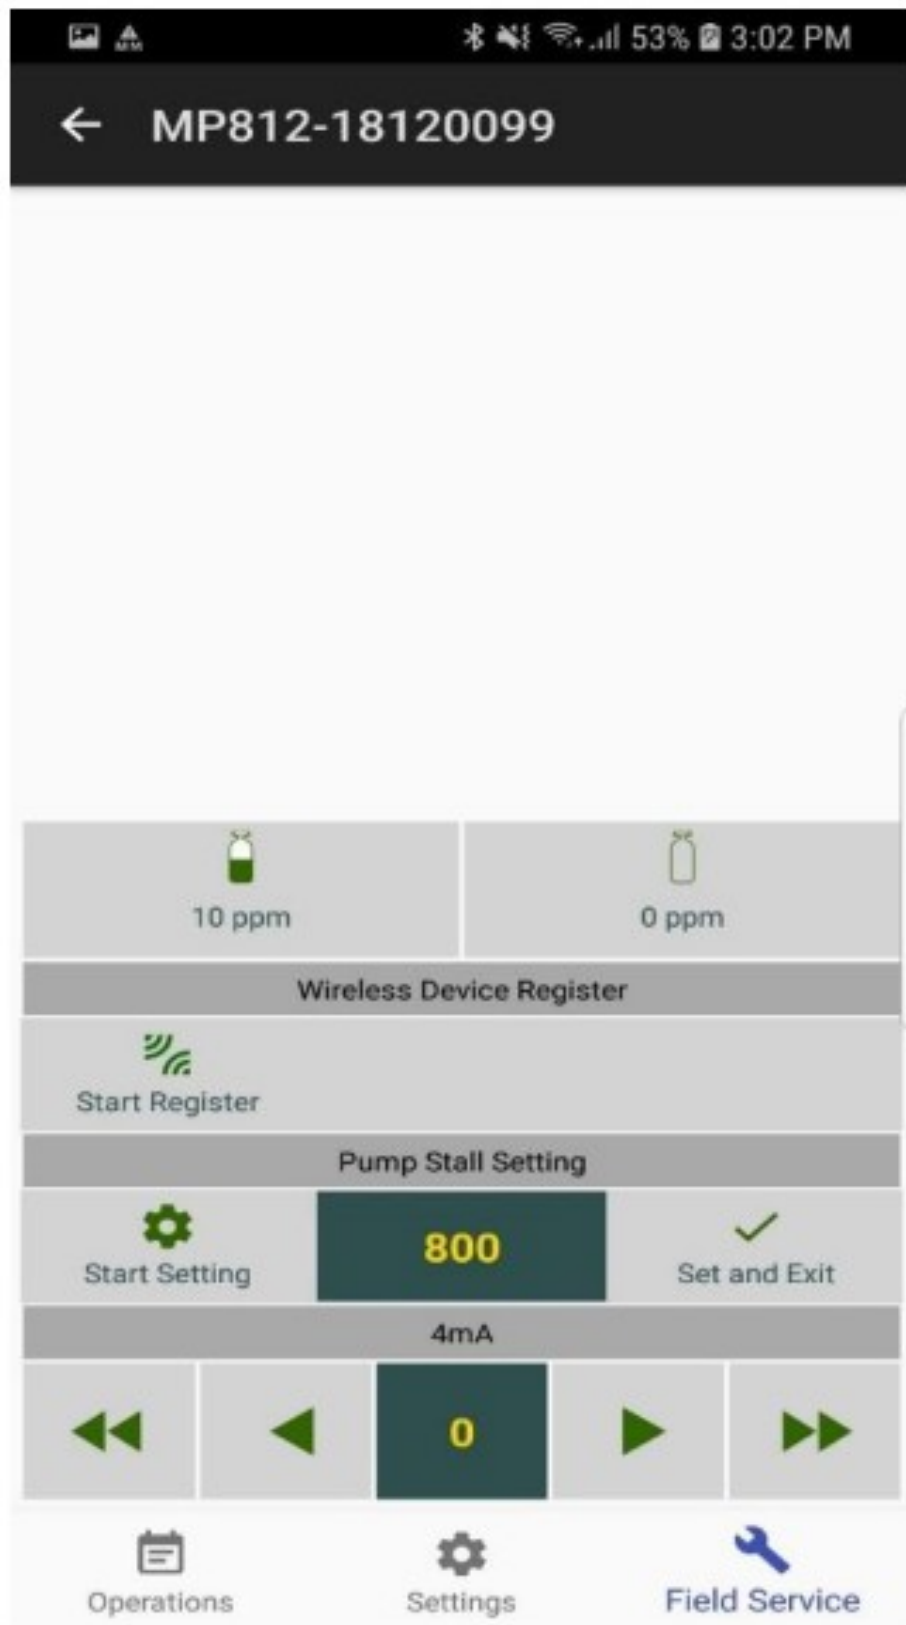 53% 3:02 PM
MP812-18120099
10 ppm
0 ppm
Wireless Device Register
Start Register
Pump Stall Setting
Start Setting
800
Set and Exit
4mA
0
Operations
Settings
Field Service